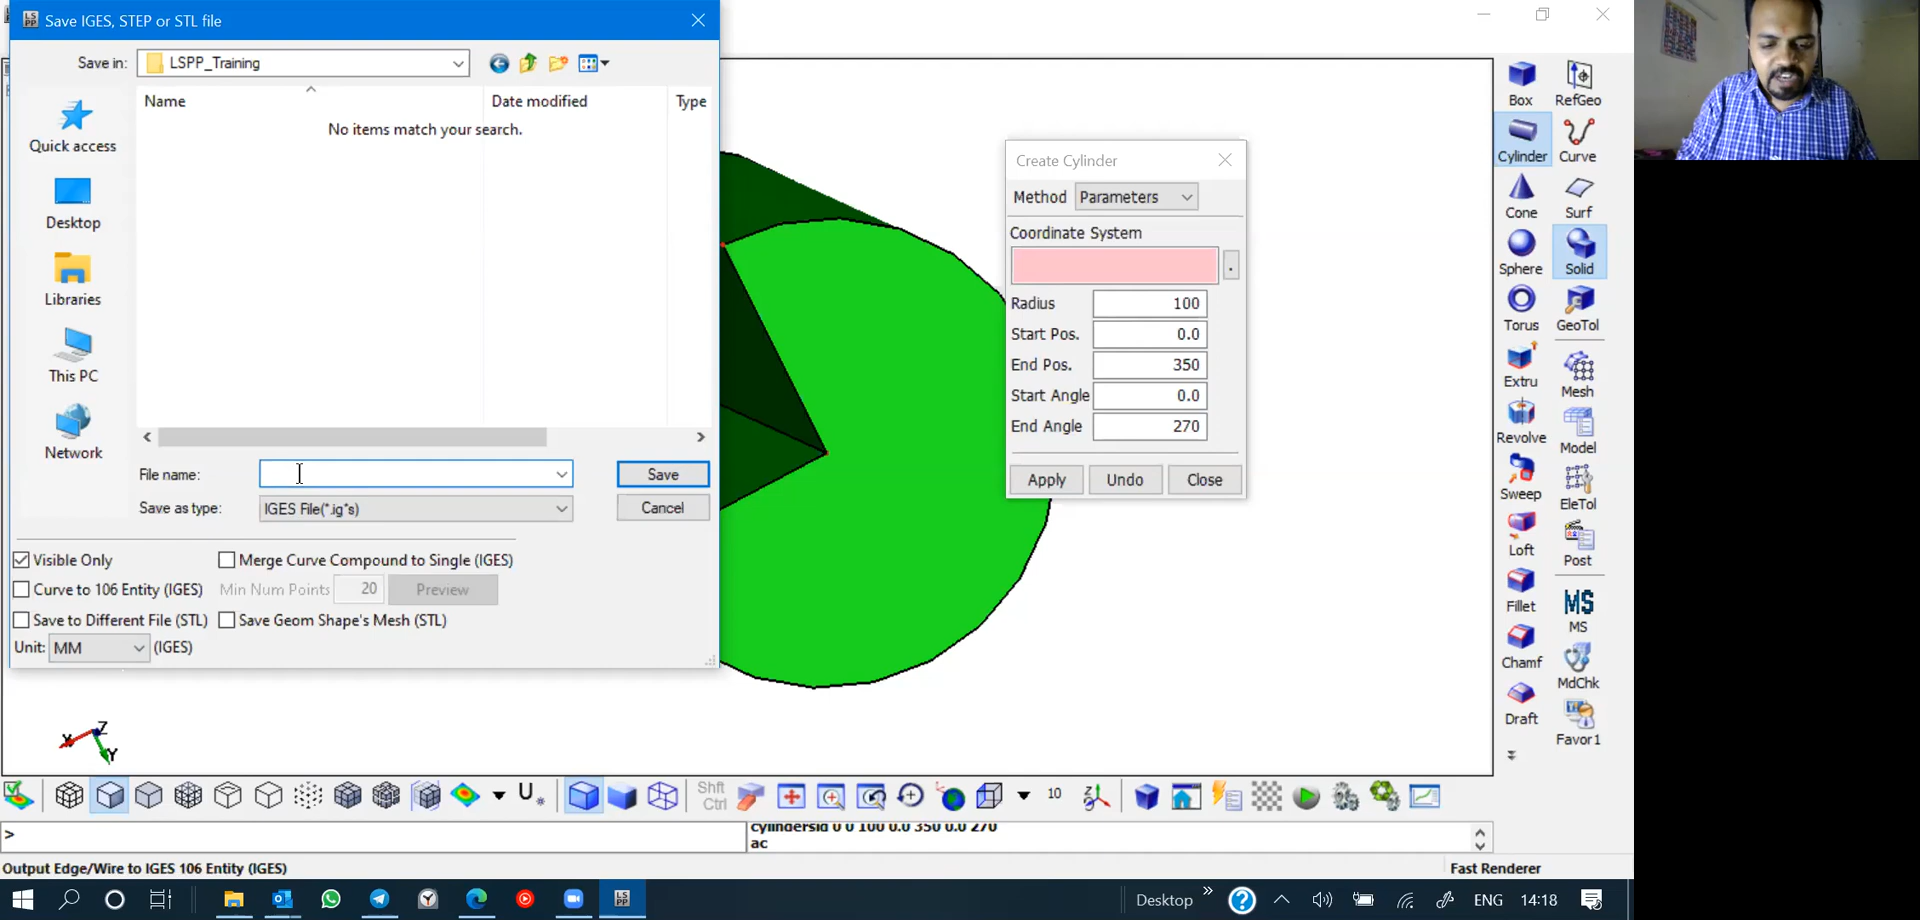 LS PP
Save IGES, STEP or STL file
Save in:
LSPP_Training
Name
Date modified
Type
No items match your search.
Quick access
Desktop
Libraries
This PC
Network
File name:
Save
Save as type:
IGES File(*.ig*s)
Cancel
Visible Only
Merge Curve Compound to Single (IGES)
Curve to 106 Entity (IGES)
Min Num Points
20
Preview
Save to Different File (STL)
Save Geom Shape's Mesh (STL)
Unit:
MM
(IGES)
Create Cylinder
Method
Parameters
Coordinate System
.
Radius
100
Start Pos.
0.0
End Pos.
350
Start Angle
0.0
End Angle
270
Apply
Undo
Close
Box
RefGeo
Cylinder
Curve
Cone
Surf
Sphere
Solid
Torus
GeoTol
Extru
Mesh
Revolve
Model
Sweep
EleTol
Loft
Post
Fillet
MS
MS
Chamf
MdChk
Draft
Favor1
Z
X
Y
Shft
Ctrl
10
>
cylindersld 0 0 100 0.0 350 0.0 270
ac
Output Edge/Wire to IGES 106 Entity (IGES)
Fast Renderer
LS PP
Desktop
ENG
14:18